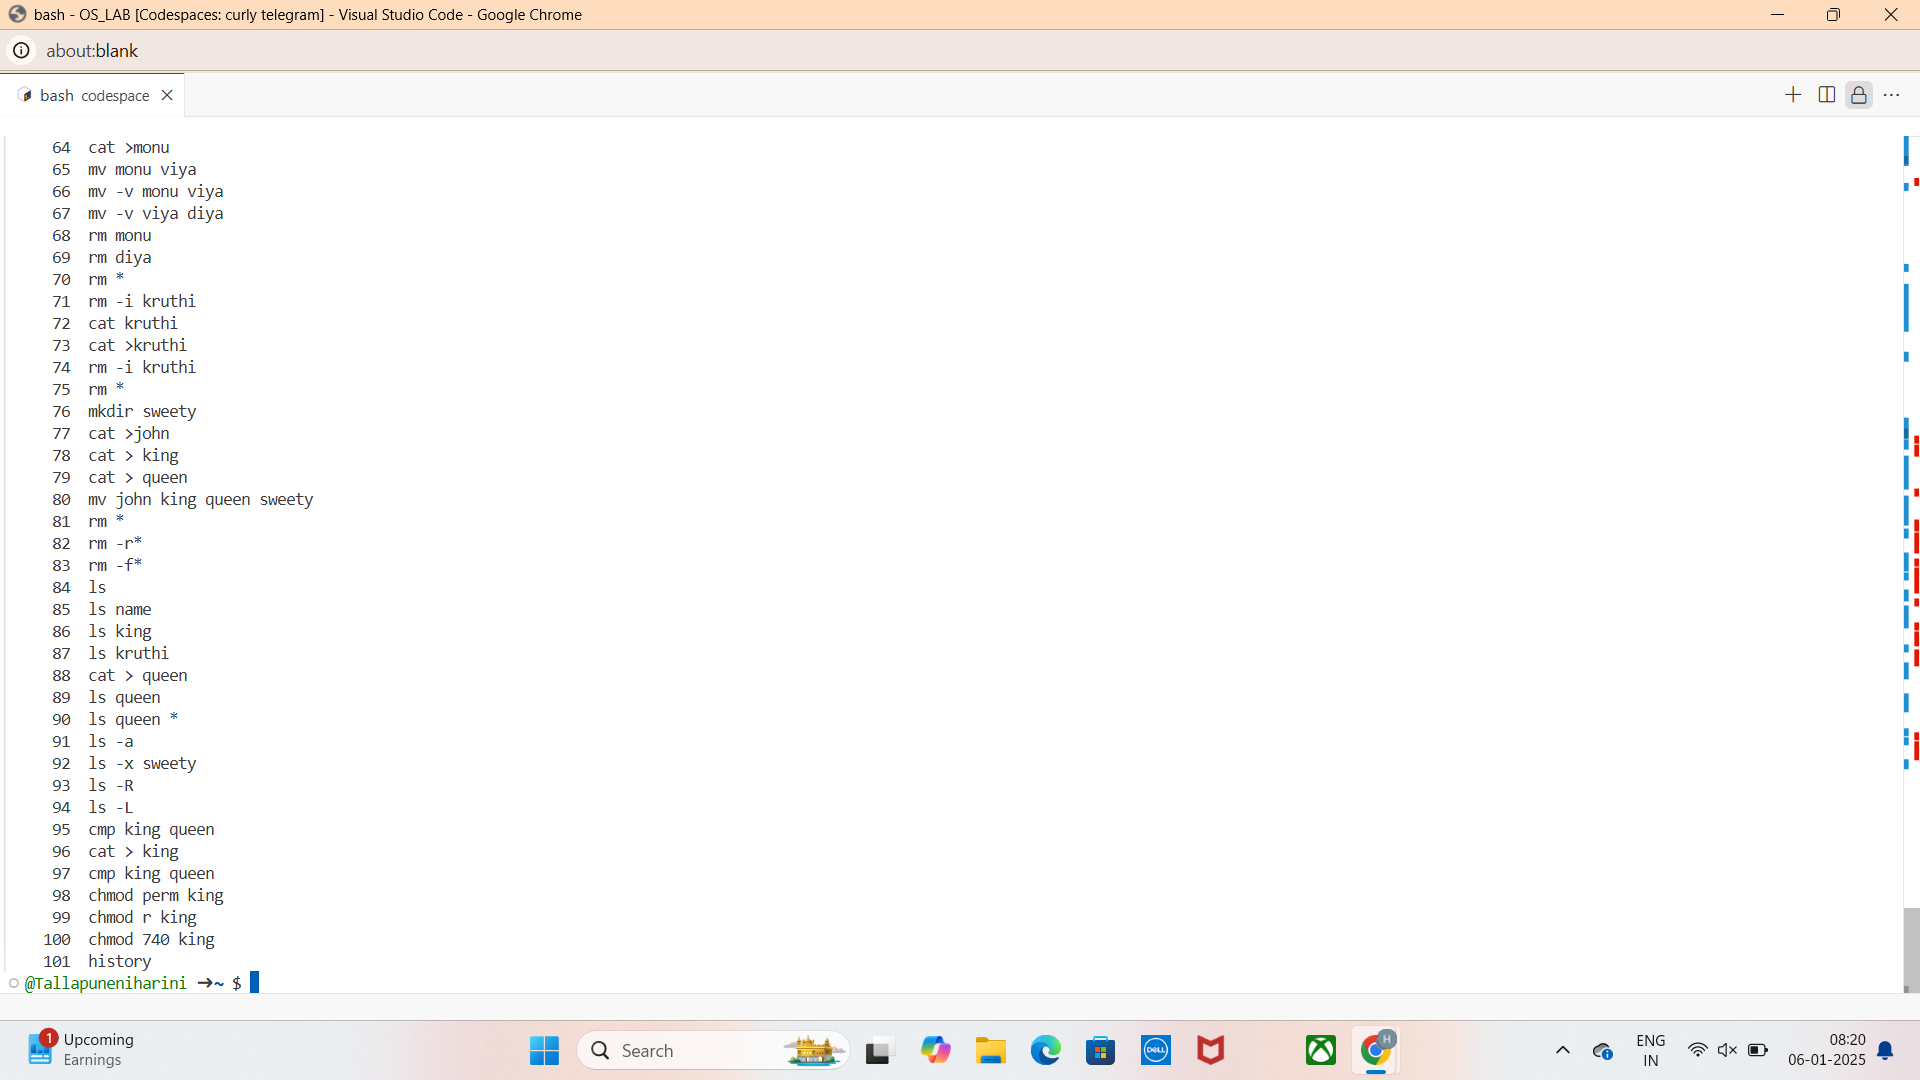 bash - OS_LAB [Codespaces: curly telegram] - Visual Studio Code - Google Chrome
about:blank
bash codespace
64 cat >monu
65 mv monu viya
66 mv -v monu viya
67 mv -v viya diya
68 rm monu
69 rm diya
70 rm *
71 rm -i kruthi
72 cat kruthi
73 cat >kruthi
74 rm -i kruthi
75 rm *
76 mkdir sweety
77 cat >john
78 cat > king
79 cat > queen
80 mv john king queen sweety
81 rm *
82 rm -r*
83 rm -f*
84 ls
85 ls name
86 ls king
87 ls kruthi
88 cat > queen
89 ls queen
90 ls queen *
91 ls -a
92 ls -x sweety
93 ls -R
94 ls -L
95 cmp king queen
96 cat > king
97 cmp king queen
98 chmod perm king
99 chmod r king
100 chmod 740 king
101 history
@Tallapuneniharini ➜~ $
1
Upcoming
Earnings
Search
DELL
H
ENG
IN
08:20
06-01-2025